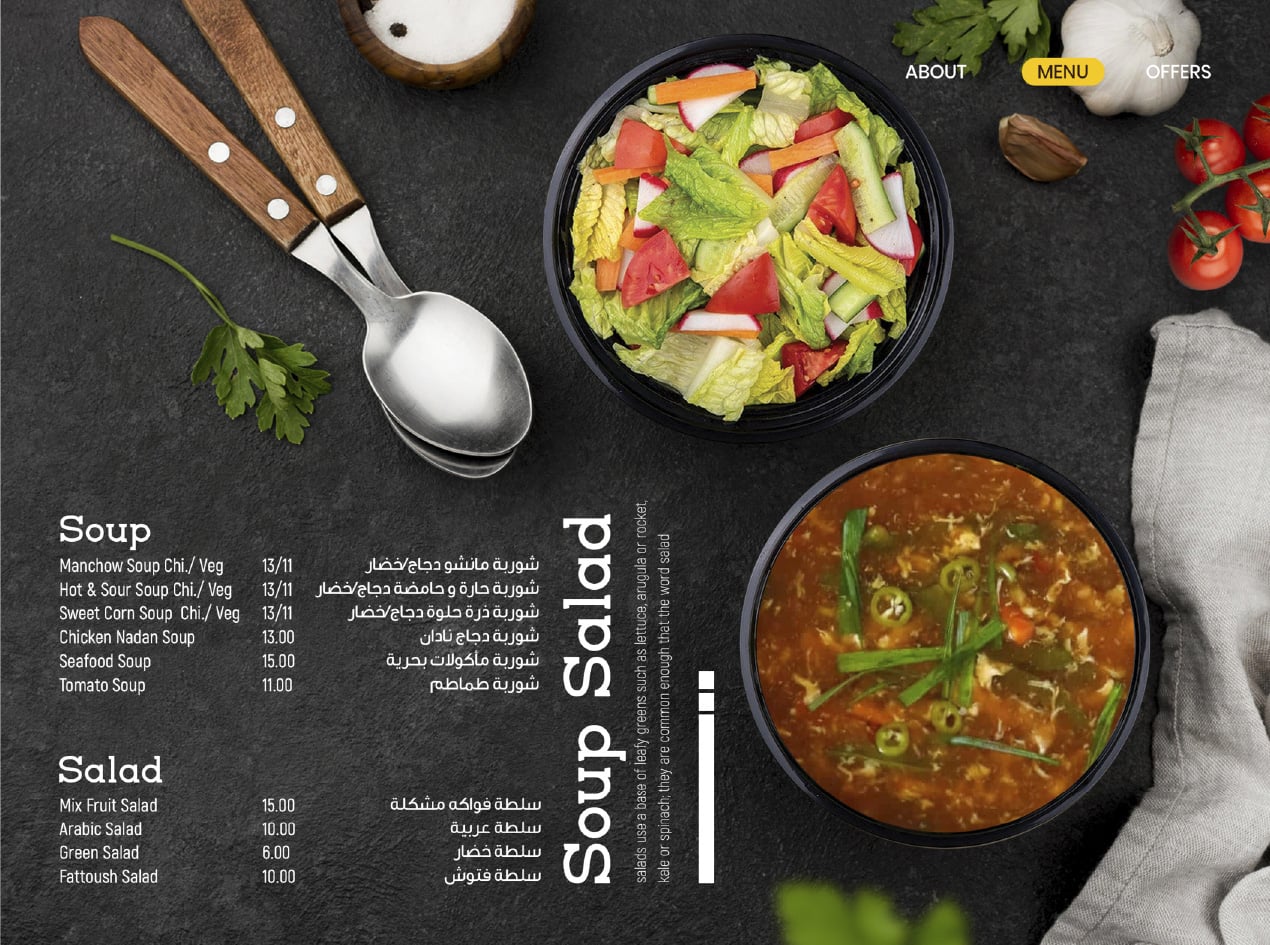 ABOUT MENU OFFERS
Soup
Manchow Soup Chi./ Veg 13/11 شوربة مانشو دجاج/خضار
Hot & Sour Soup Chi./ Veg 13/11 شوربة حارة و حامضة دجاج/خضار
Sweet Corn Soup Chi./ Veg 13/11 شوربة ذرة حلوة دجاج/خضار
Chicken Nadan Soup 13.00 شوربة دجاج نادان
Seafood Soup 15.00 شوربة مأكولات بحرية
Tomato Soup 11.00 شوربة طماطم
Salad
Mix Fruit Salad 15.00 سلطة فواكه مشكلة
Arabic Salad 10.00 سلطة عربية
Green Salad 6.00 سلطة خضار
Fattoush Salad 10.00 سلطة فتوش
Soup Salad
salads use a base of leafy greens such as lettuce, arugula or rocket,
kale or spinach; they are common enough that the word salad